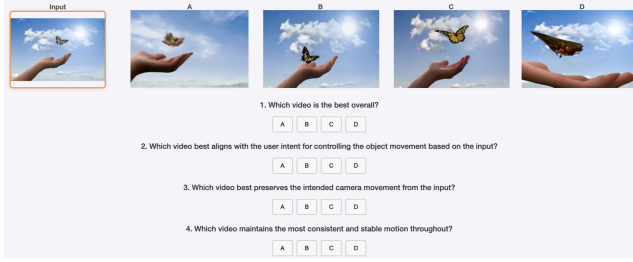 Input A B C D
1. Which video is the best overall?
A B C D
2. Which video best aligns with the user intent for controlling the object movement based on the input?
A B C D
3. Which video best preserves the intended camera movement from the input?
A B C D
4. Which video maintains the most consistent and stable motion throughout?
A B C D